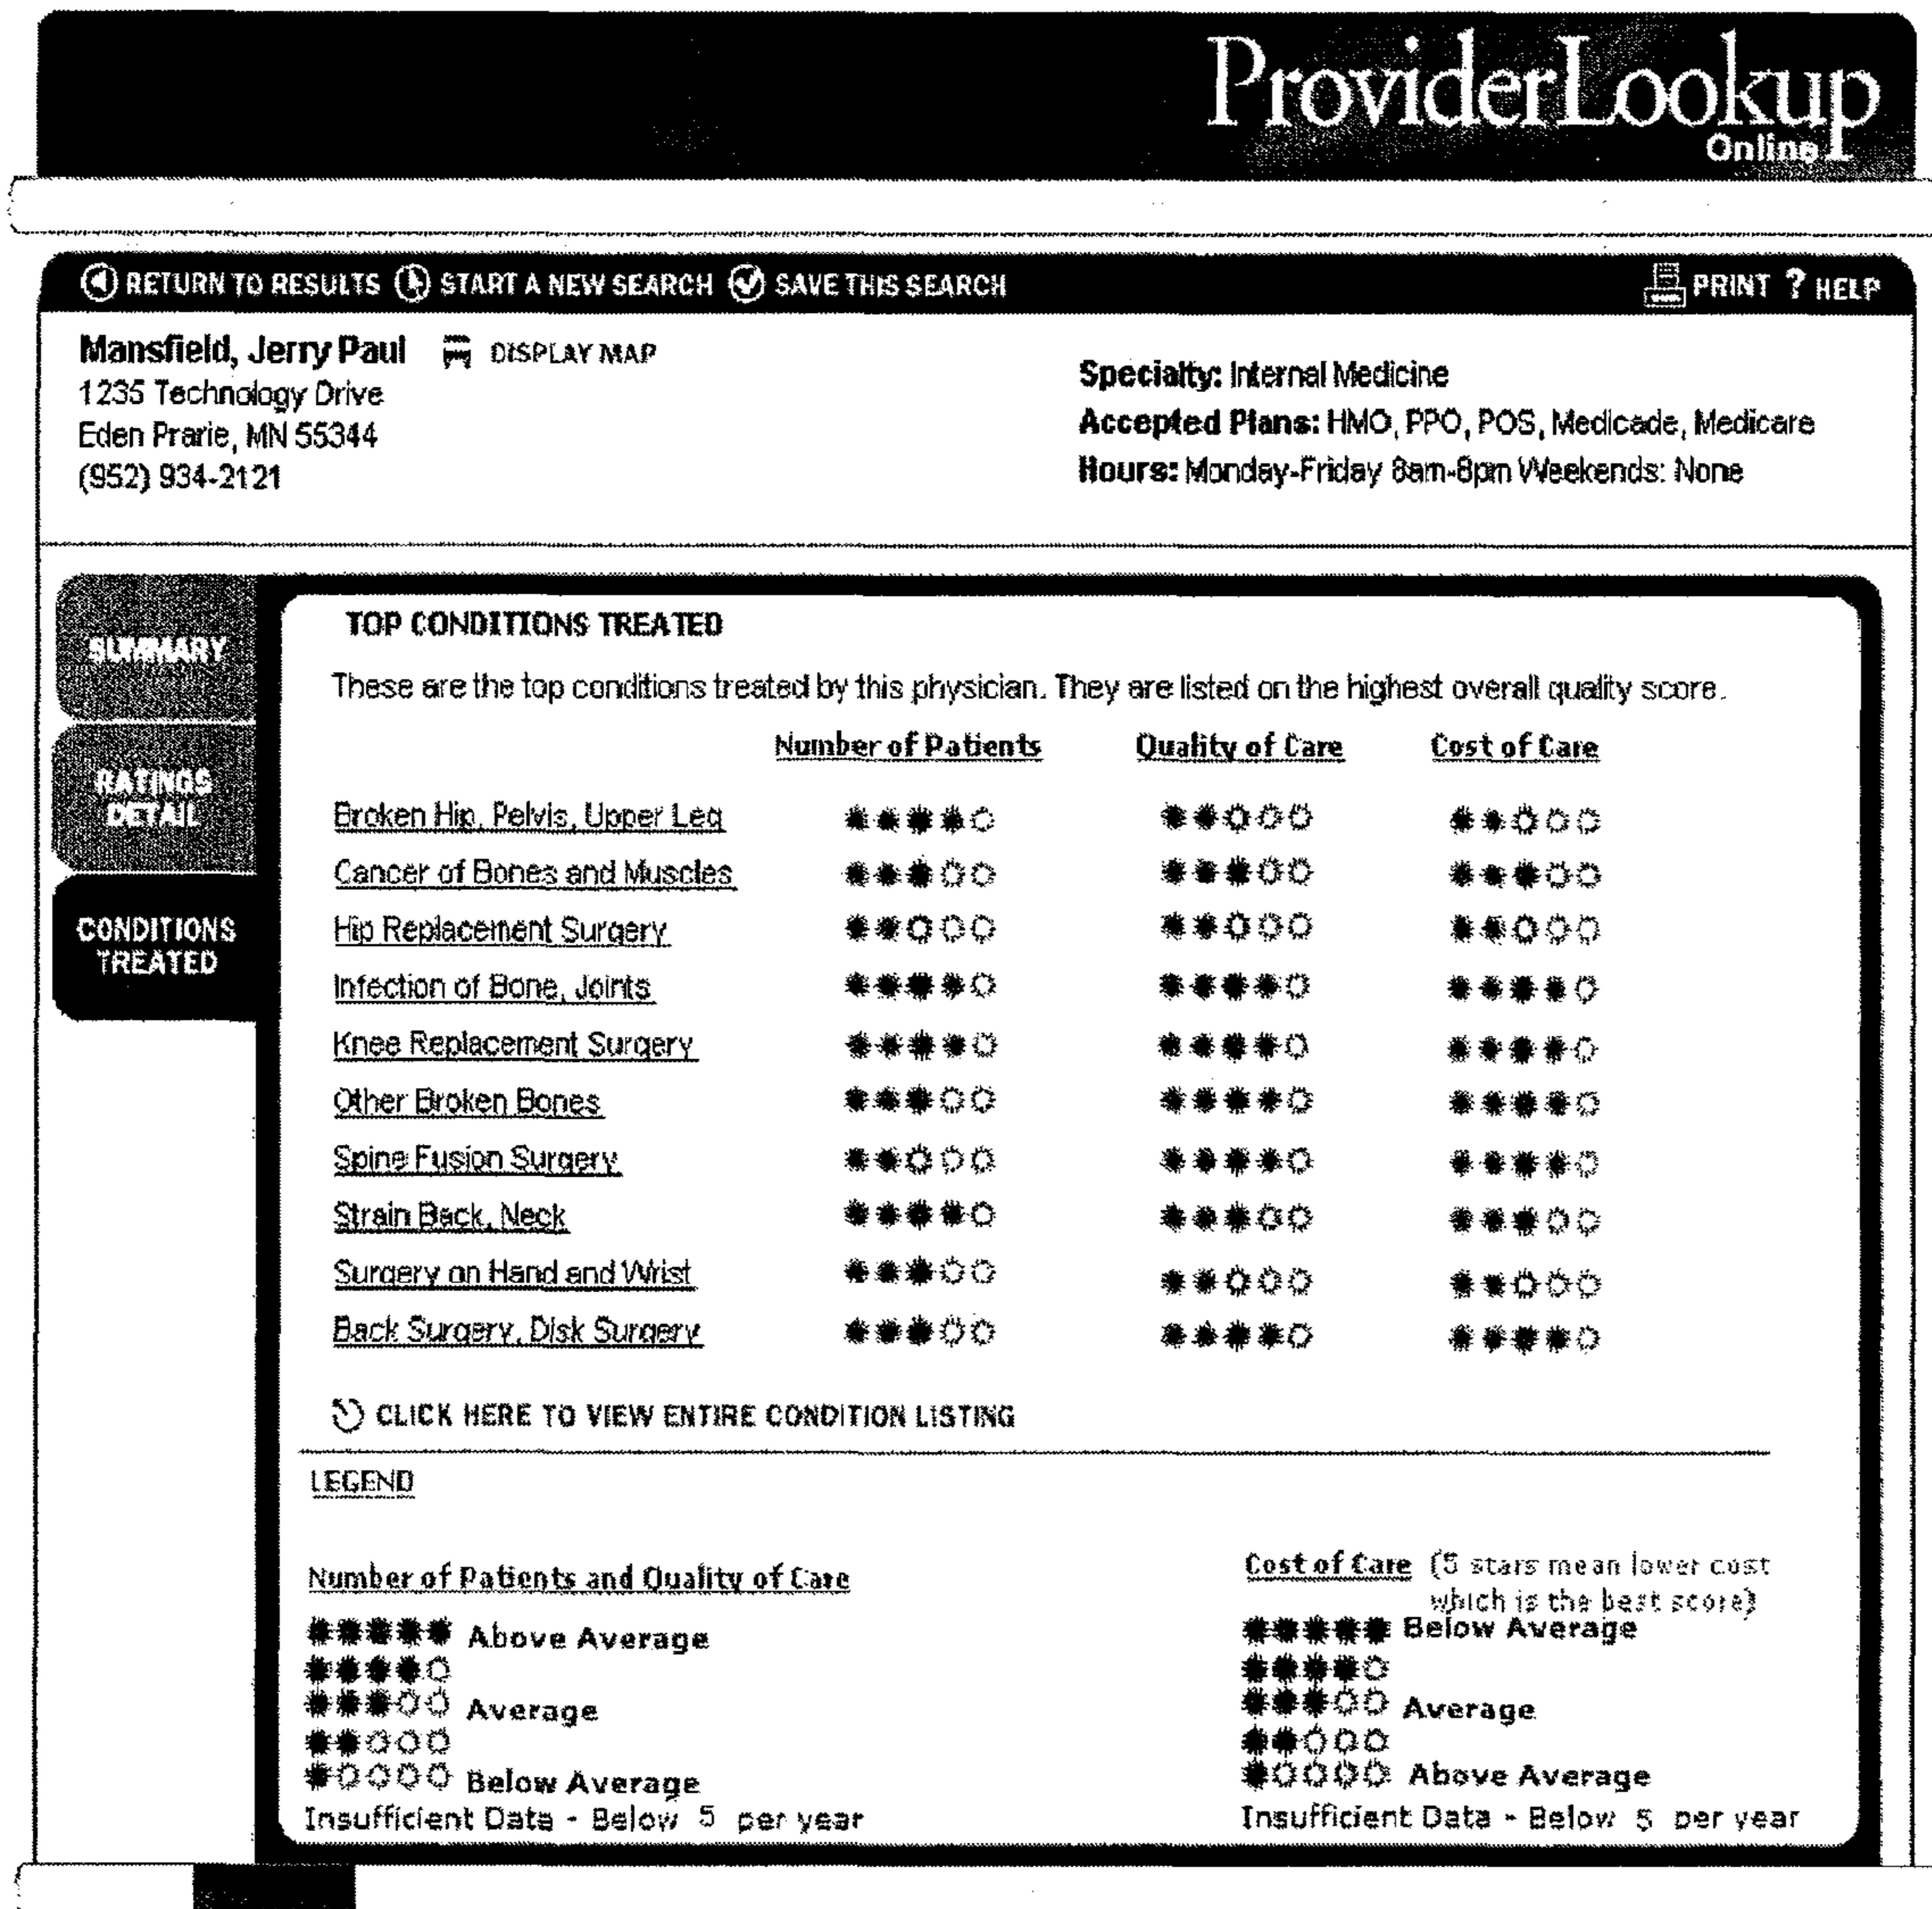 ProviderLookup
Online
RETURN TO RESULTS START A NEW SEARCH SAVE THIS SEARCH PRINT ? HELP
Mansfield, Jerry Paul DISPLAY MAP
1235 Technology Drive
Eden Prarie, MN 55344
(952) 934-2121
Specialty: Internal Medicine
Accepted Plans: HMO, PPO, POS, Medicade, Medicare
Hours: Monday-Friday 8am-8pm Weekends: None
SUMMARY
RATINGS
DETAIL
CONDITIONS
TREATED
TOP CONDITIONS TREATED
These are the top conditions treated by this physician. They are listed on the highest overall quality score.
Number of Patients Quality of Care Cost of Care
Broken Hip, Pelvis, Upper Leg
Cancer of Bones and Muscles
Hip Replacement Surgery
Infection of Bone, Joints
Knee Replacement Surgery
Other Broken Bones
Spine Fusion Surgery
Strain Back, Neck
Surgery on Hand and Wrist
Back Surgery, Disk Surgery
CLICK HERE TO VIEW ENTIRE CONDITION LISTING
LEGEND
Number of Patients and Quality of Care
Above Average
Average
Below Average
Insufficient Data - Below 5 per year
Cost of Care (5 stars mean lower cost
which is the best score)
Below Average
Average
Above Average
Insufficient Data - Below 5 per year